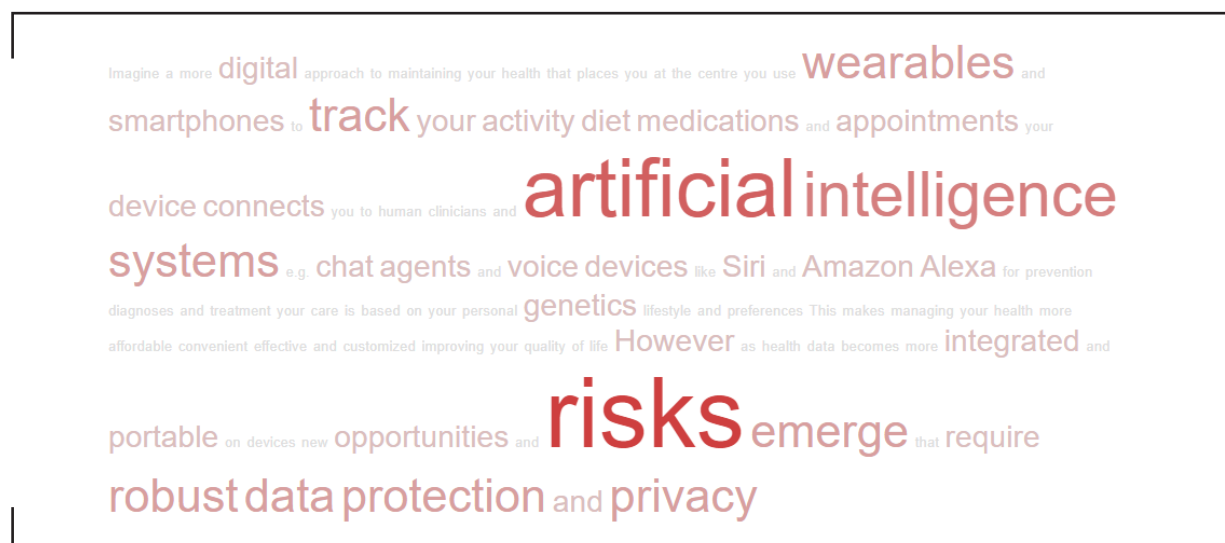 Imagine a more digital approach to maintaining your health that places you at the centre you use wearables and
smartphones to track your activity diet medications and appointments your
device connects you to human clinicians and artificial intelligence
systems e.g. chat agents and voice devices like Siri and Amazon Alexa for prevention
diagnoses and treatment your care is based on your personal genetics lifestyle and preferences This makes managing your health more
affordable convenient effective and customized improving your quality of life However as health data becomes more integrated and
portable on devices new opportunities and risks emerge that require
robust data protection and privacy